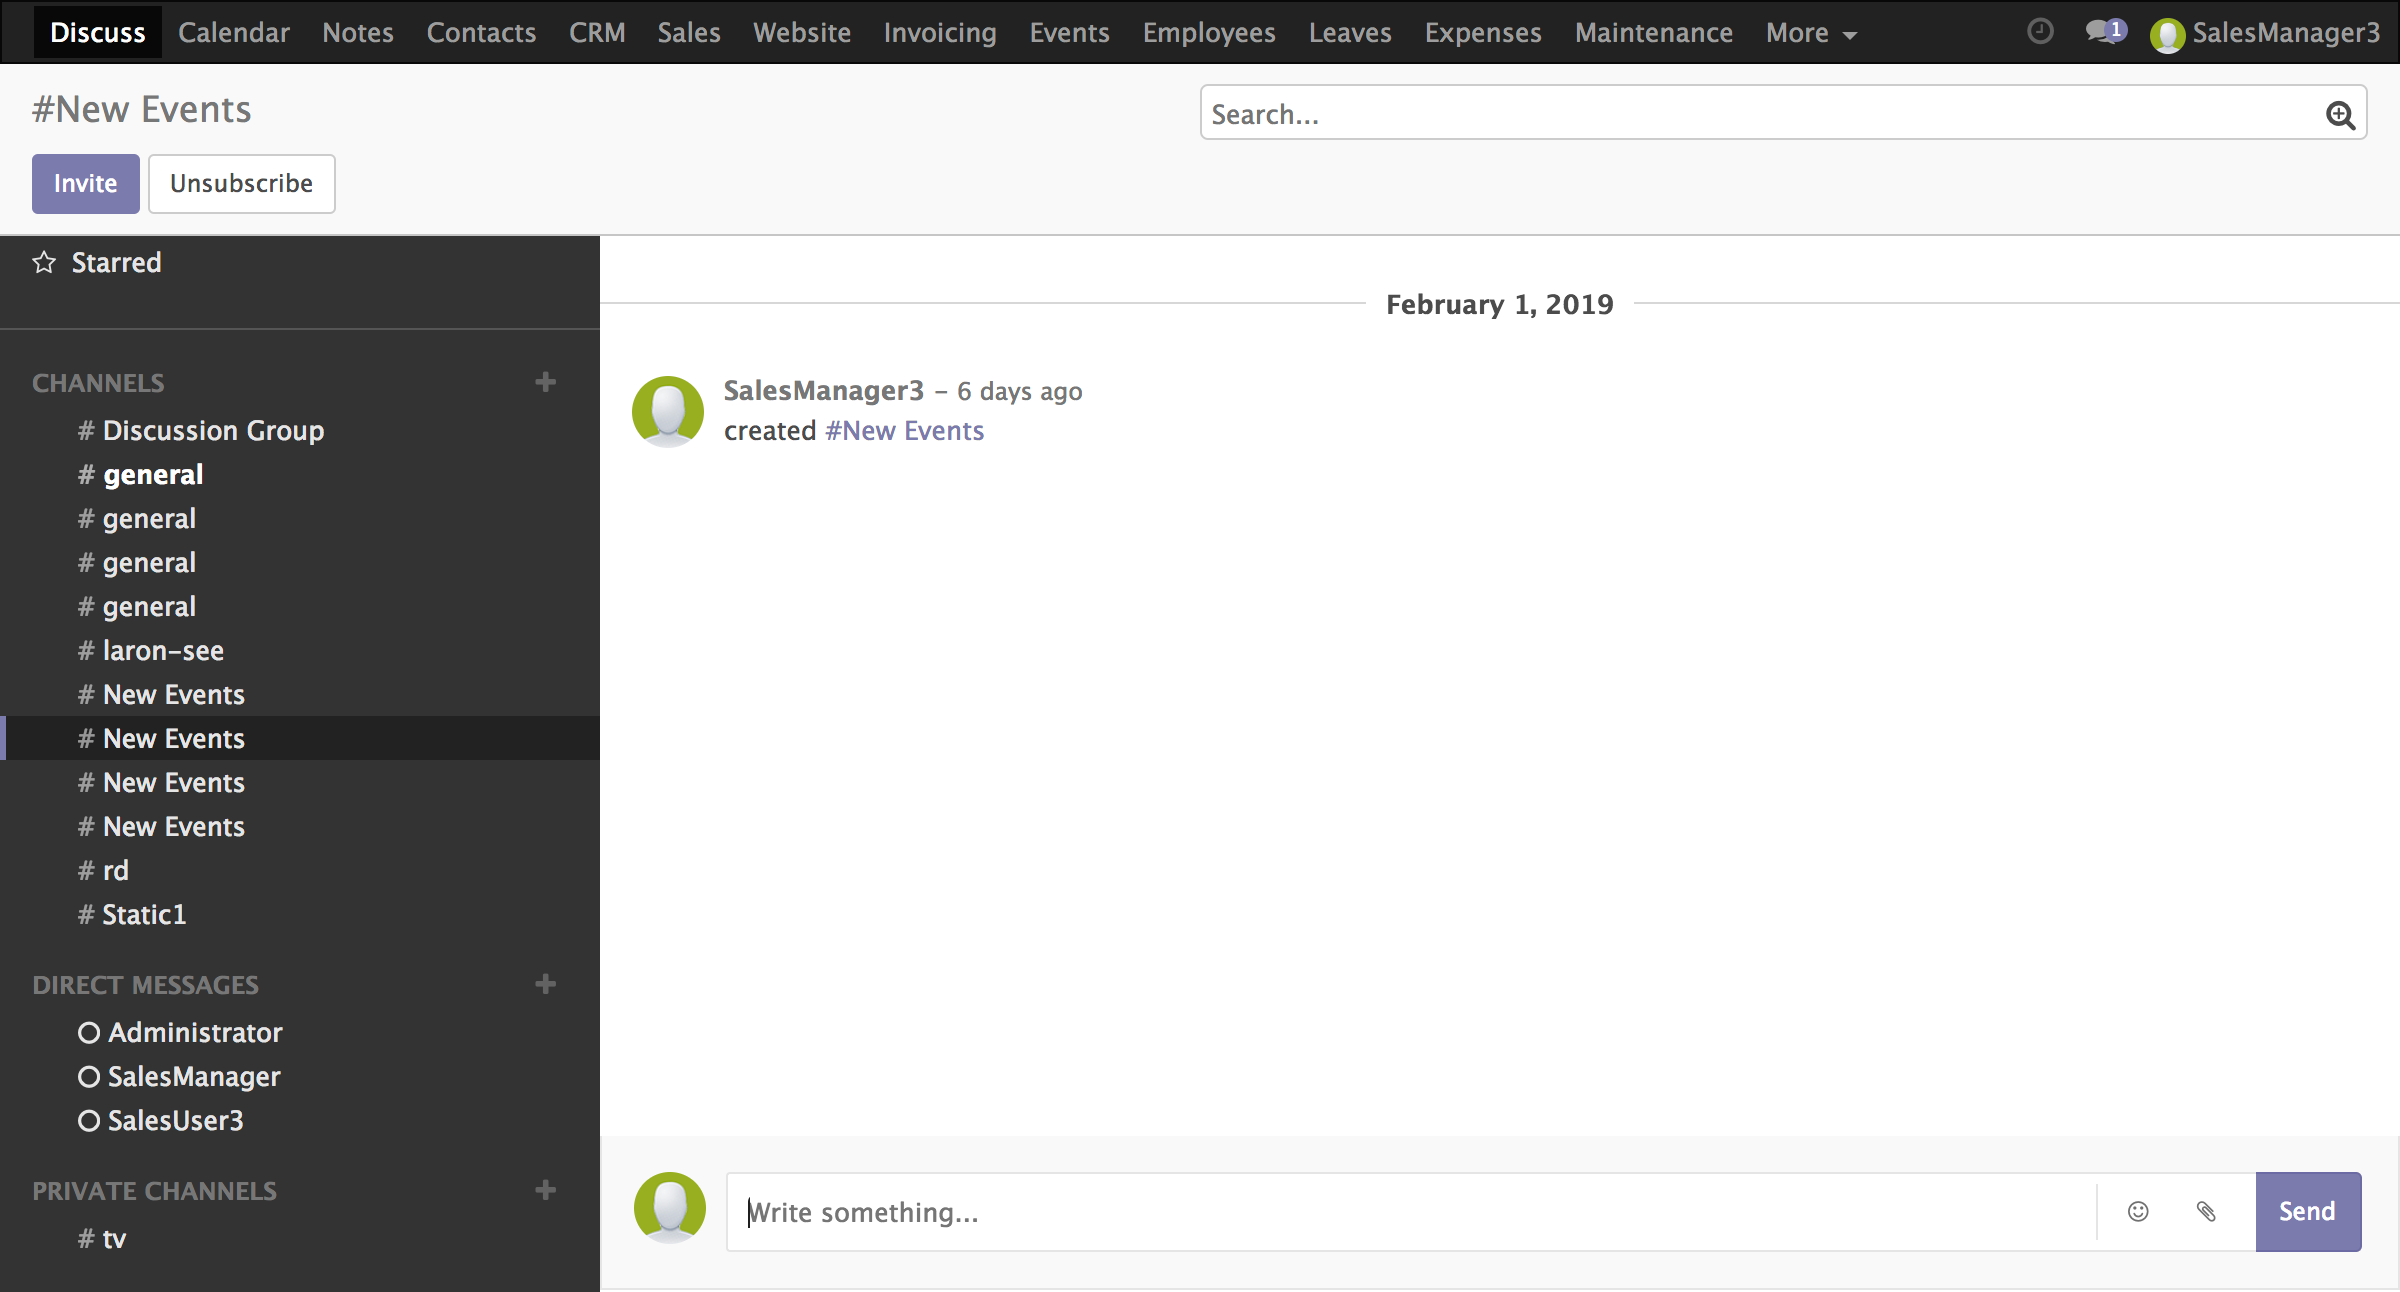 Discuss Calendar Notes Contacts CRM Sales Website Invoicing Events Employees Leaves Expenses Maintenance More 1 SalesManager3
#New Events
Search...
Invite Unsubscribe
Starred
CHANNELS
# Discussion Group
# general
# general
# general
# general
# laron-see
# New Events
# New Events
# New Events
# New Events
# rd
# Static1
DIRECT MESSAGES
Administrator
SalesManager
SalesUser3
PRIVATE CHANNELS
# tv
February 1, 2019
SalesManager3 - 6 days ago
created #New Events
Write something...
Send